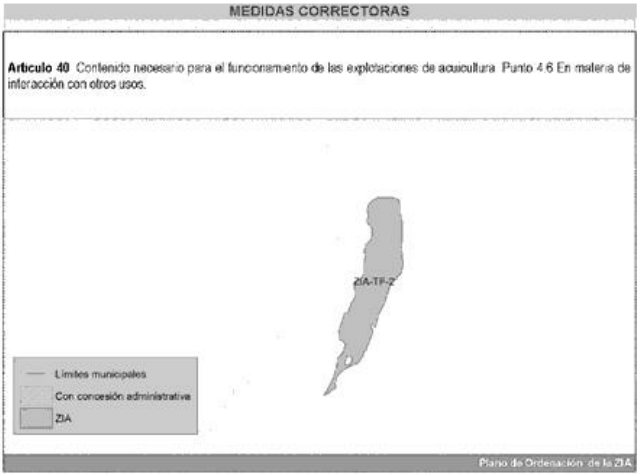 MEDIDAS CORRECTORAS
Artículo 40 Contenido necesario para el funcionamiento de las explotaciones de acuicultura Punto 4.6 En materia de
interacción con otros usos.
ZIA-TF-2
Límites municipales
Con concesión administrativa
ZIA
Plano de Ordenación de la ZIA